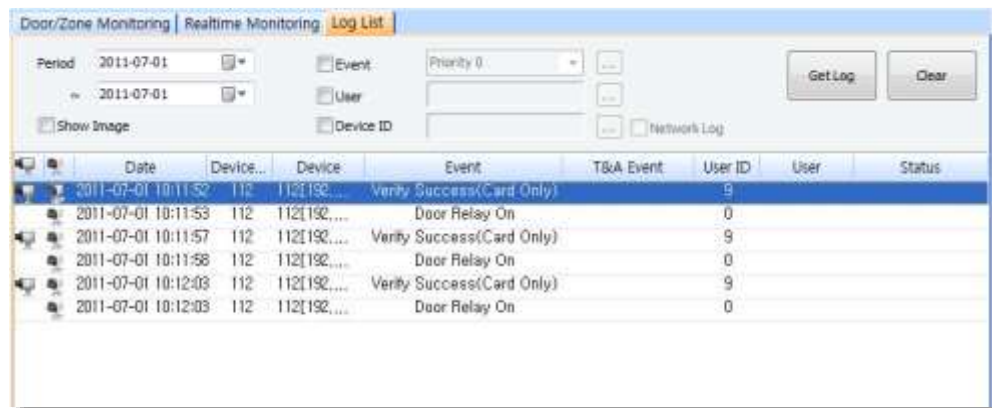 Door/Zone Monitoring Realtime Monitoring Log List
Period 2011-07-01 Event Priority 0 ... Get Log Clear
~ 2011-07-01 User ...
Show Image Device ID ... Network Log
Date Device... Device Event T&A Event User ID User Status
2011-07-01 10:11:52 112 112[192,... Verify Success(Card Only) 9
2011-07-01 10:11:53 112 112[192,... Door Relay On 0
2011-07-01 10:11:57 112 112[192,... Verify Success(Card Only) 9
2011-07-01 10:11:58 112 112[192,... Door Relay On 0
2011-07-01 10:12:03 112 112[192,... Verify Success(Card Only) 9
2011-07-01 10:12:03 112 112[192,... Door Relay On 0